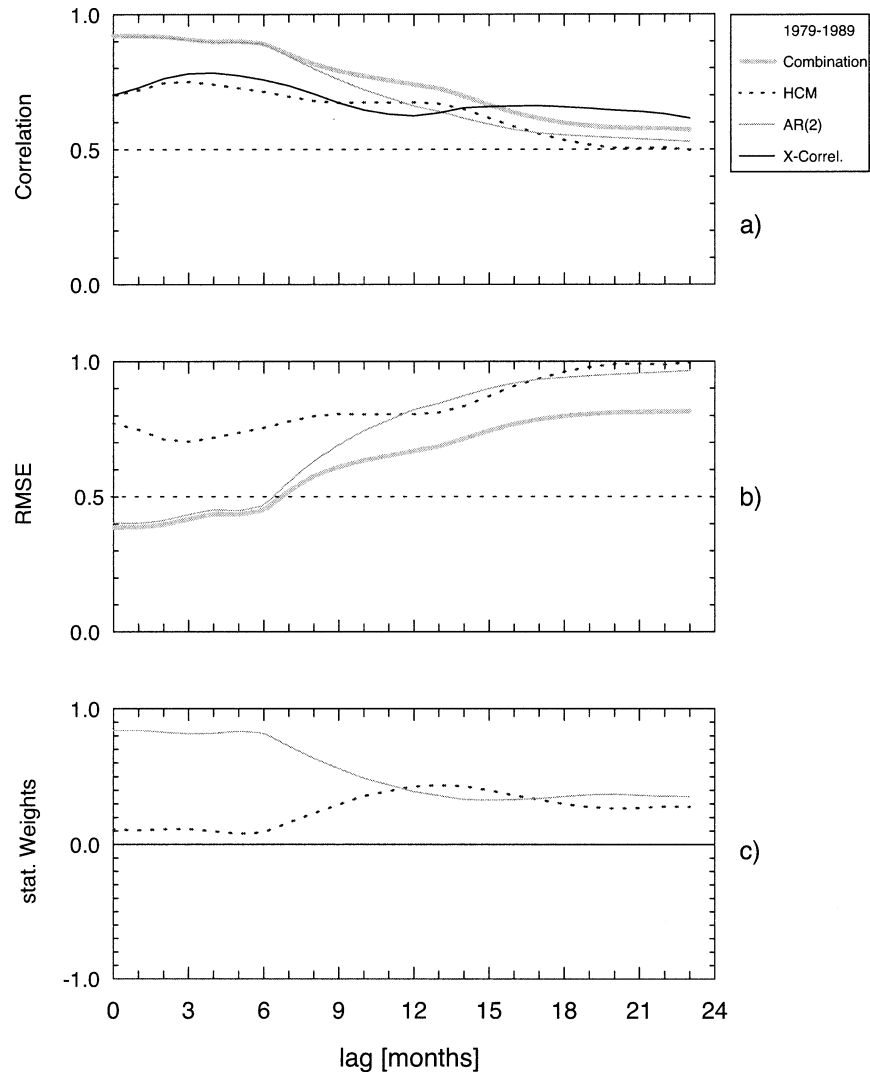 1.0
0.5
0.0
Correlation
a)
1979-1989
Combination
HCM
AR(2)
X-Correl.
1.0
0.5
0.0
RMSE
b)
1.0
0.0
-1.0
stat. Weights
c)
0 3 6 9 12 15 18 21 24
lag [months]